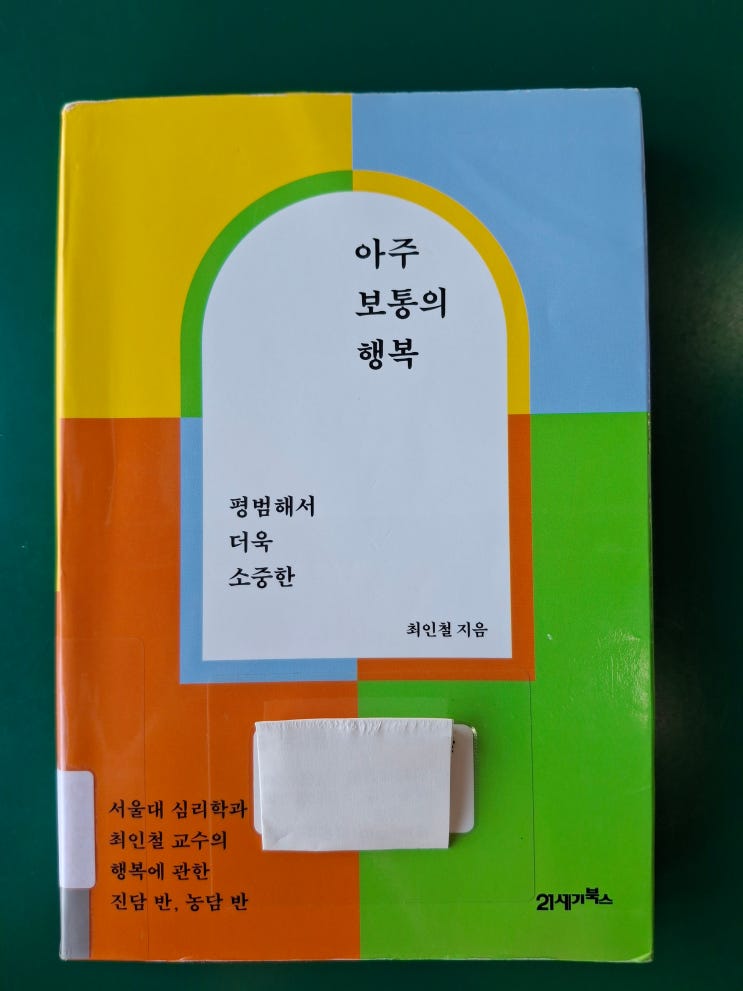 아주
보통의
행복
평범해서
더욱
소중한
최인철 지음
서울대 심리학과
최인철 교수의
행복에 관한
진담 반, 농담 반
21세기북스